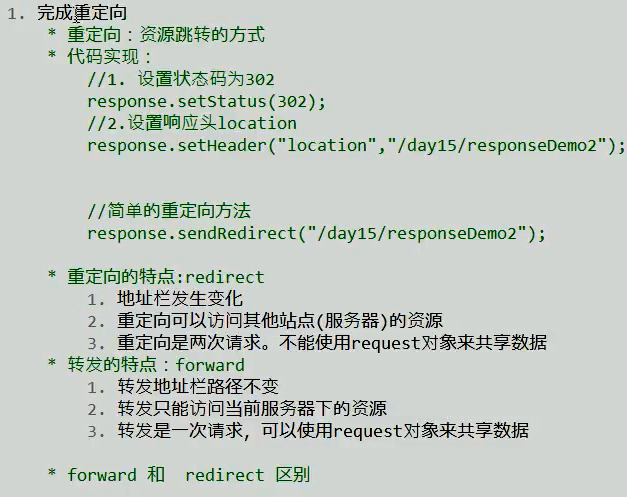 1. 完成重定向
* 重定向：资源跳转的方式
* 代码实现：
//1. 设置状态码为302
response.setStatus(302);
//2.设置响应头location
response.setHeader("location","/day15/responseDemo2");
//简单的重定向方法
response.sendRedirect("/day15/responseDemo2");
* 重定向的特点:redirect
1. 地址栏发生变化
2. 重定向可以访问其他站点(服务器)的资源
3. 重定向是两次请求。不能使用request对象来共享数据
* 转发的特点：forward
1. 转发地址栏路径不变
2. 转发只能访问当前服务器下的资源
3. 转发是一次请求，可以使用request对象来共享数据
* forward 和 redirect 区别